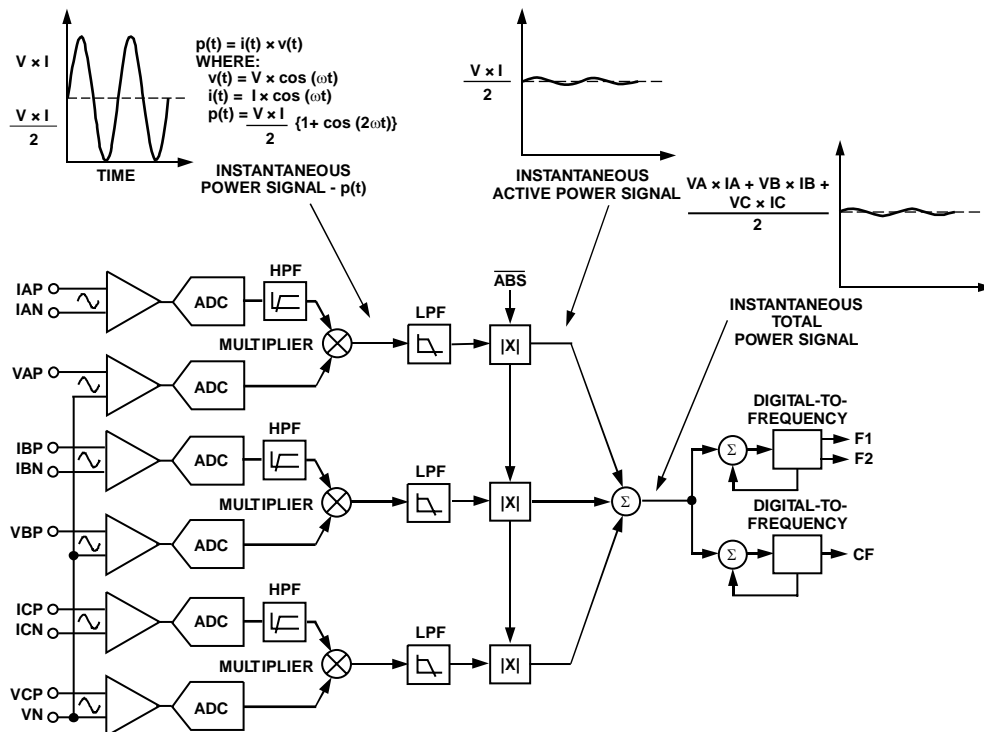 V × I
V × I
2
TIME
p(t) = i(t) × v(t)
WHERE:
v(t) = V × cos (ωt)
i(t) = I × cos (ωt)
p(t) = V × I
2
{1+ cos (2ωt)}
INSTANTANEOUS
POWER SIGNAL - p(t)
V × I
2
INSTANTANEOUS
ACTIVE POWER SIGNAL
VA × IA + VB × IB +
VC × IC
2
INSTANTANEOUS
TOTAL
POWER SIGNAL
IAP
IAN
ADC
HPF
MULTIPLIER
LPF
ABS
|X|
VAP
ADC
IBP
IBN
ADC
HPF
MULTIPLIER
LPF
|X|
Σ
VBP
ADC
ICP
ICN
ADC
HPF
MULTIPLIER
LPF
|X|
VCP
VN
ADC
DIGITAL-TO-
FREQUENCY
Σ
F1
F2
DIGITAL-TO-
FREQUENCY
Σ
CF